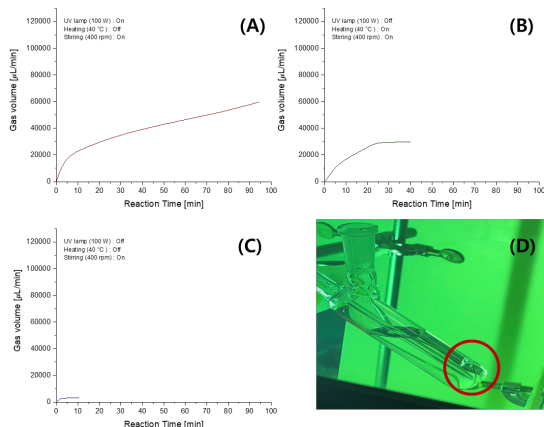 (A)
UV lamp (100 W) : On
Heating (40 °C) : Off
Stirring (400 rpm) : On
Gas volume [μL/min]
120000
100000
80000
60000
40000
20000
0
0 10 20 30 40 50 60 70 80 90 100
Reaction Time [min]
(B)
UV lamp (100 W) : Off
Heating (40 °C) : On
Stirring (400 rpm) : On
Gas volume [μL/min]
120000
100000
80000
60000
40000
20000
0
0 10 20 30 40 50 60 70 80 90 100
Reaction Time [min]
(C)
UV lamp (100 W) : Off
Heating (40 °C) : Off
Stirring (400 rpm) : On
Gas volume [μL/min]
120000
100000
80000
60000
40000
20000
0
0 10 20 30 40 50 60 70 80 90 100
Reaction Time [min]
(D)